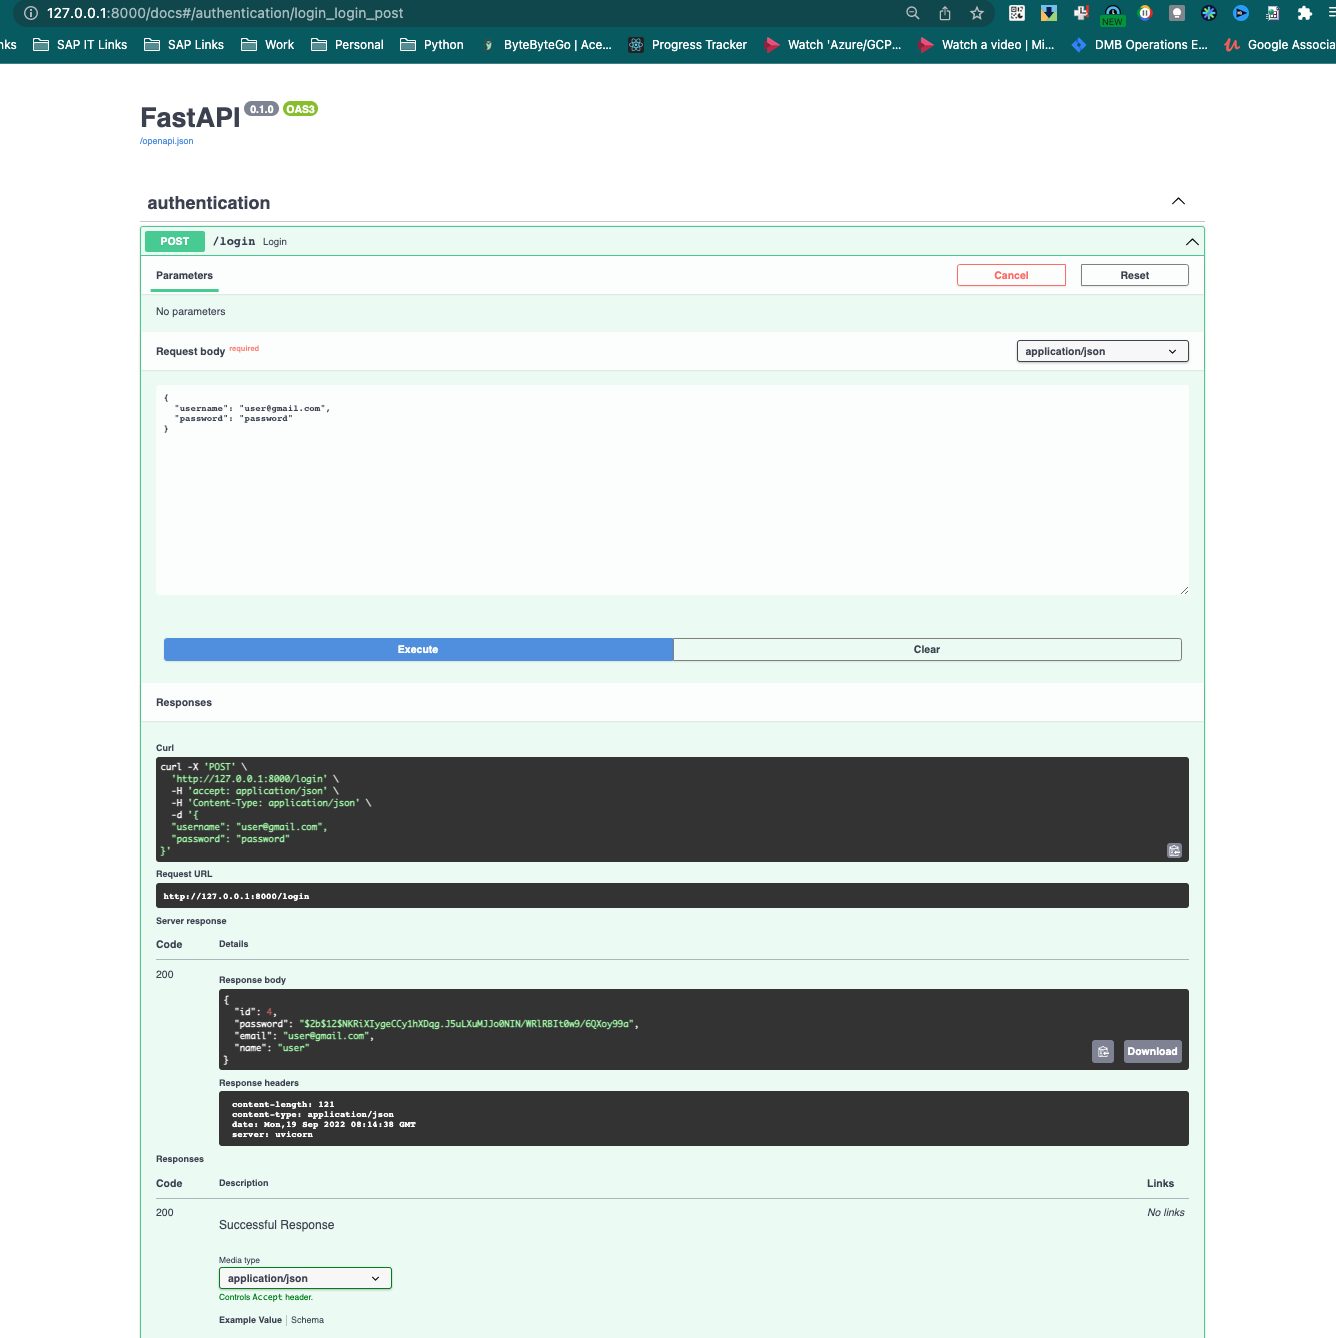 127.0.0.1:8000/docs#/authentication/login_login_post
NEW
nks SAP IT Links SAP Links Work Personal Python ByteByteGo | Ace... Progress Tracker Watch 'Azure/GCP... Watch a video | Mi... DMB Operations E... Google Associa
FastAPI 0.1.0 OAS3
/openapi.json
authentication
POST /login Login
Parameters Cancel Reset
No parameters
Request body required application/json
{
"username": "user@gmail.com",
"password": "password"
}
Execute Clear
Responses
Curl
curl -X 'POST' \
'http://127.0.0.1:8000/login' \
-H 'accept: application/json' \
-H 'Content-Type: application/json' \
-d '{
"username": "user@gmail.com",
"password": "password"
}'
Request URL
http://127.0.0.1:8000/login
Server response
Code Details
200
Response body
{
"id": 4,
"password": "$2b$12$NKRiXIygeCCy1hXDqg.J5uLXuMJJo0NIN/WRlRBIt0w9/6QXoy99a",
"email": "user@gmail.com",
"name": "user"
}
Download
Response headers
content-length: 121
content-type: application/json
date: Mon,19 Sep 2022 08:14:38 GMT
server: uvicorn
Responses
Code Description Links
200 Successful Response No links
Media type
application/json
Controls Accept header.
Example Value Schema